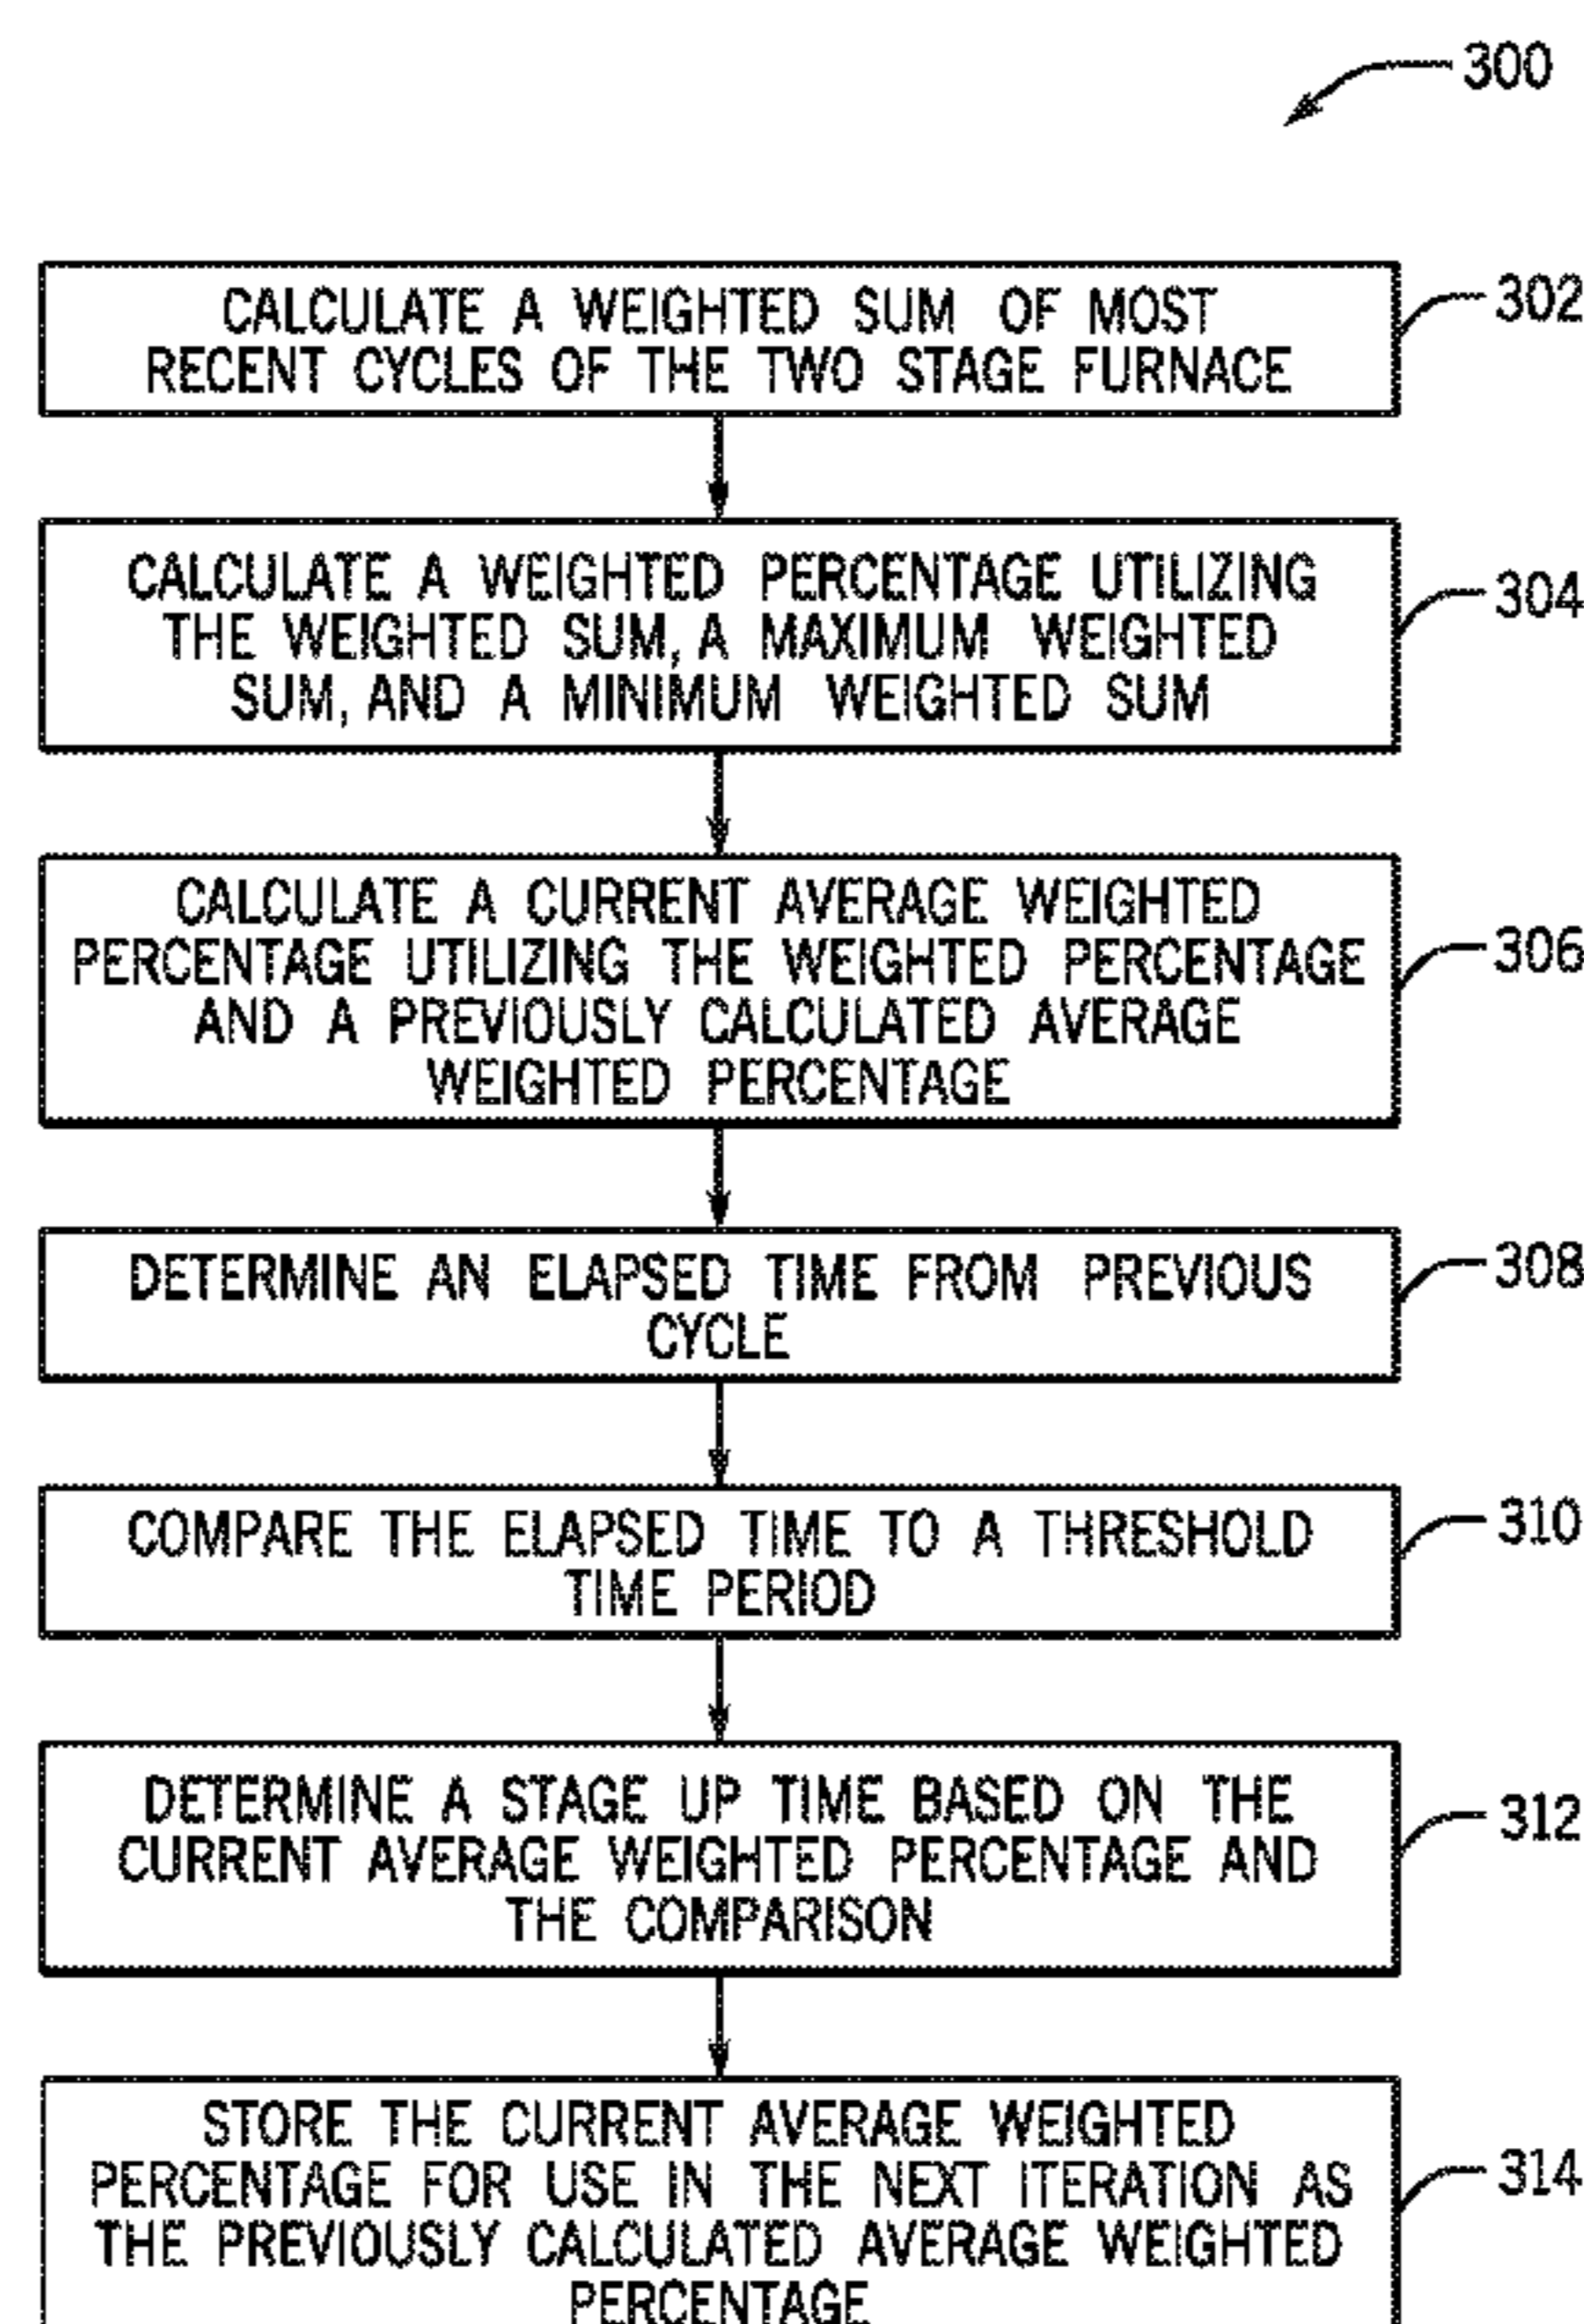 300
CALCULATE A WEIGHTED SUM OF MOST
RECENT CYCLES OF THE TWO STAGE FURNACE
302
CALCULATE A WEIGHTED PERCENTAGE UTILIZING
THE WEIGHTED SUM, A MAXIMUM WEIGHTED
SUM, AND A MINIMUM WEIGHTED SUM
304
CALCULATE A CURRENT AVERAGE WEIGHTED
PERCENTAGE UTILIZING THE WEIGHTED PERCENTAGE
AND A PREVIOUSLY CALCULATED AVERAGE
WEIGHTED PERCENTAGE
306
DETERMINE AN ELAPSED TIME FROM PREVIOUS
CYCLE
308
COMPARE THE ELAPSED TIME TO A THRESHOLD
TIME PERIOD
310
DETERMINE A STAGE UP TIME BASED ON THE
CURRENT AVERAGE WEIGHTED PERCENTAGE AND
THE COMPARISON
312
STORE THE CURRENT AVERAGE WEIGHTED
PERCENTAGE FOR USE IN THE NEXT ITERATION AS
THE PREVIOUSLY CALCULATED AVERAGE WEIGHTED
PERCENTAGE
314